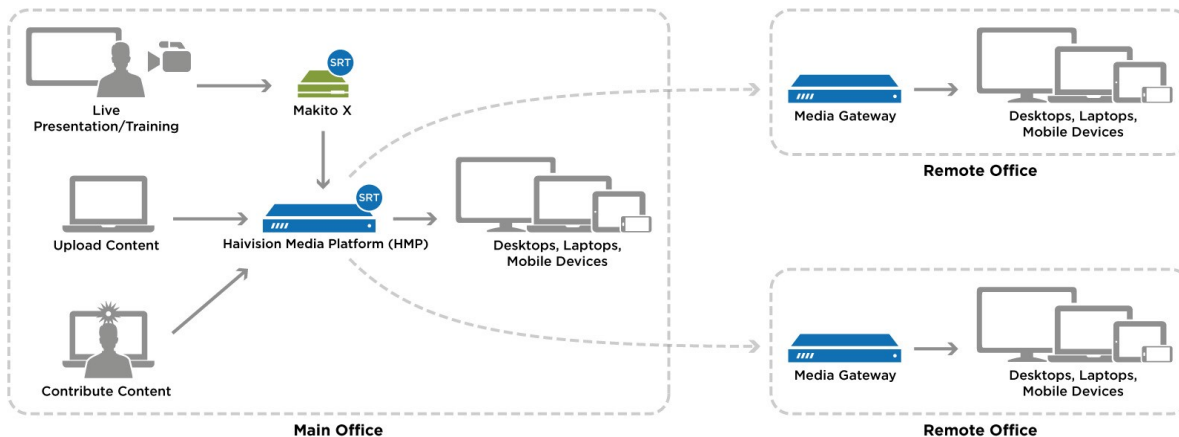 SRT
Live
Presentation/Training
Makito X
Media Gateway
Desktops, Laptops,
Mobile Devices
Remote Office
SRT
Upload Content
Haivision Media Platform (HMP)
Desktops, Laptops,
Mobile Devices
Contribute Content
Media Gateway
Desktops, Laptops,
Mobile Devices
Main Office
Remote Office